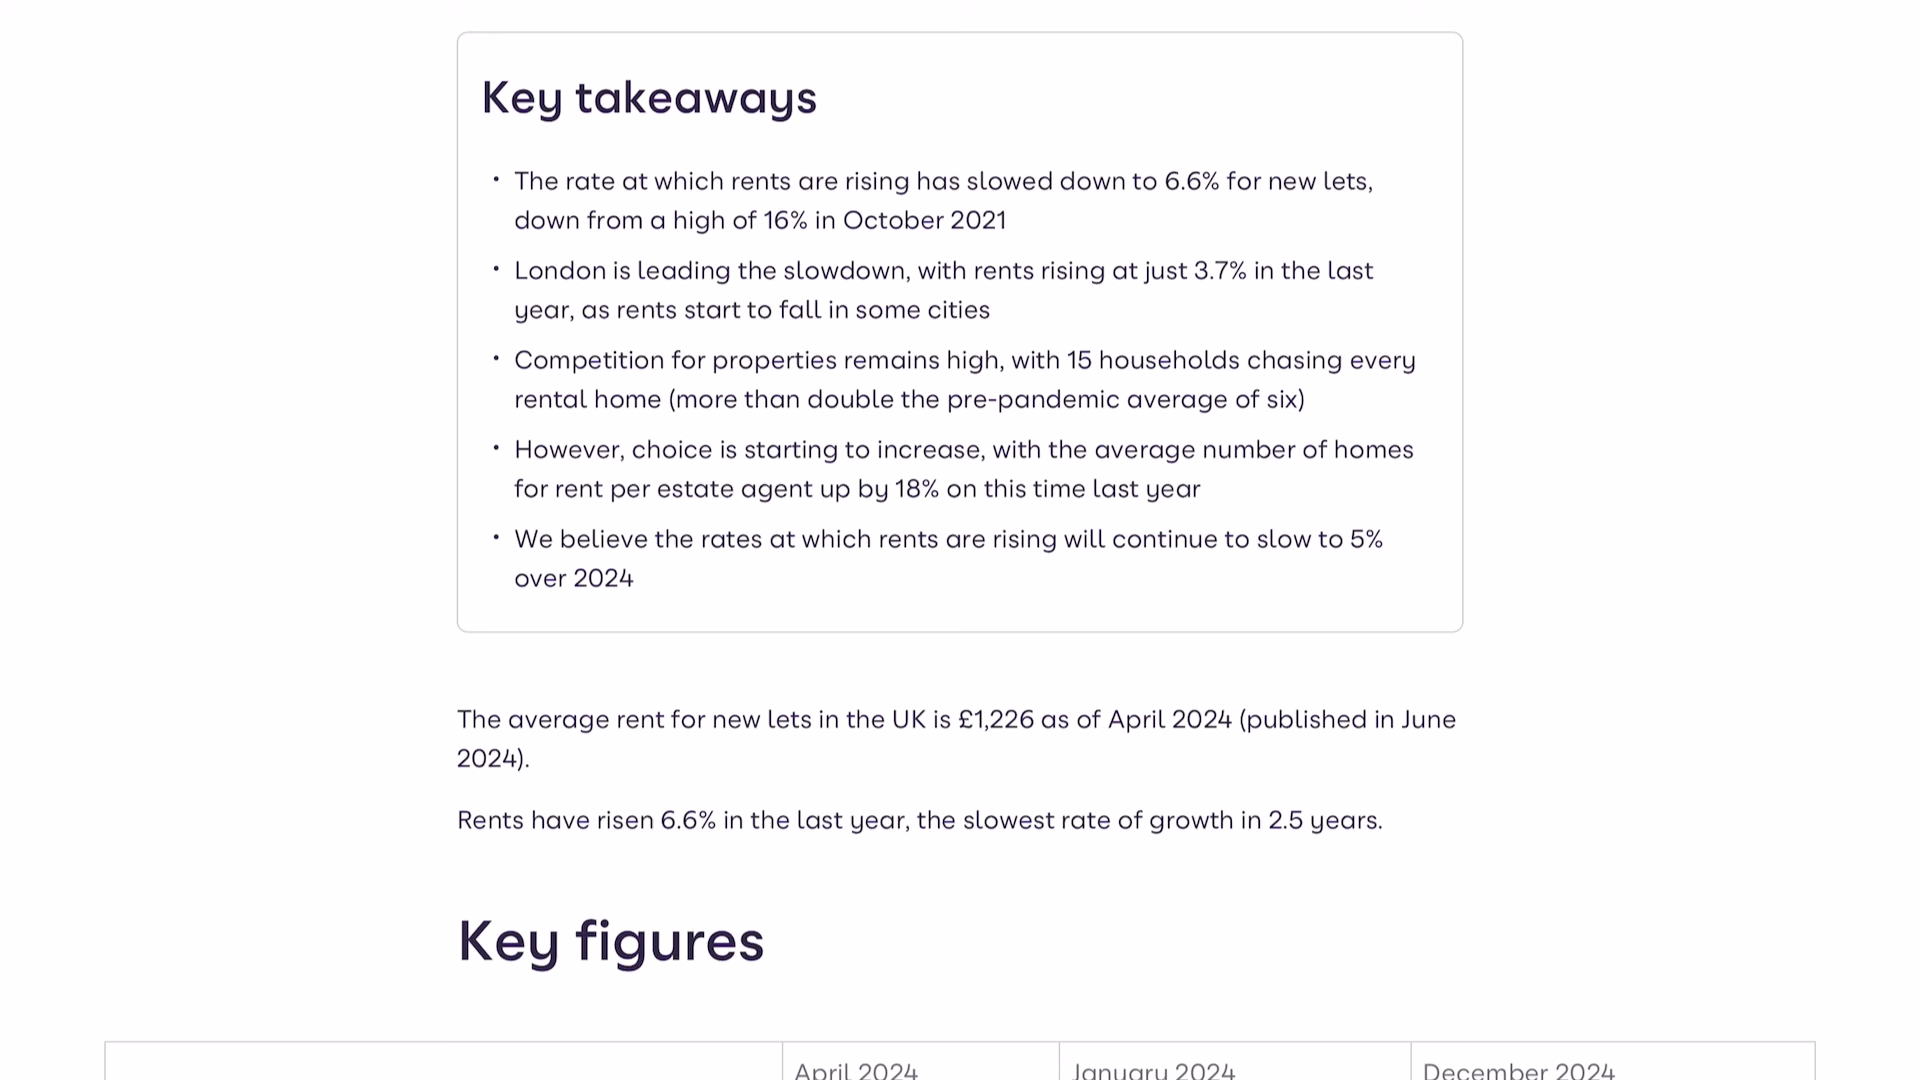 Key takeaways
• The rate at which rents are rising has slowed down to 6.6% for new lets,
down from a high of 16% in October 2021
• London is leading the slowdown, with rents rising at just 3.7% in the last
year, as rents start to fall in some cities
• Competition for properties remains high, with 15 households chasing every
rental home (more than double the pre-pandemic average of six)
• However, choice is starting to increase, with the average number of homes
for rent per estate agent up by 18% on this time last year
• We believe the rates at which rents are rising will continue to slow to 5%
over 2024
The average rent for new lets in the UK is £1,226 as of April 2024 (published in June
2024).
Rents have risen 6.6% in the last year, the slowest rate of growth in 2.5 years.
Key figures
April 2024 January 2024 December 2024